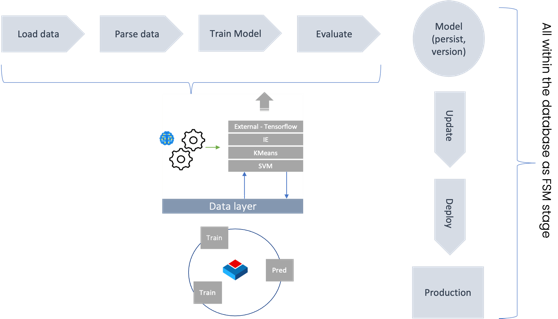 Load data
Parse data
Train Model
Evaluate
Model
(persist,
version)
External - Tensorflow
IE
KMeans
SVM
Data layer
Train
Pred
Train
Update
Deploy
Production
All within the database as FSM stage